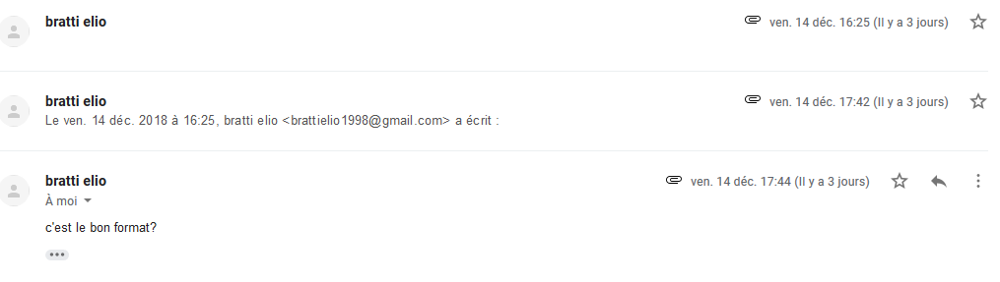 bratti elio
ven. 14 déc. 16:25 (Il y a 3 jours)
bratti elio
ven. 14 déc. 17:42 (Il y a 3 jours)
Le ven. 14 déc. 2018 à 16:25, bratti elio <brattielio1998@gmail.com> a écrit :
bratti elio
ven. 14 déc. 17:44 (Il y a 3 jours)
À moi
c'est le bon format?